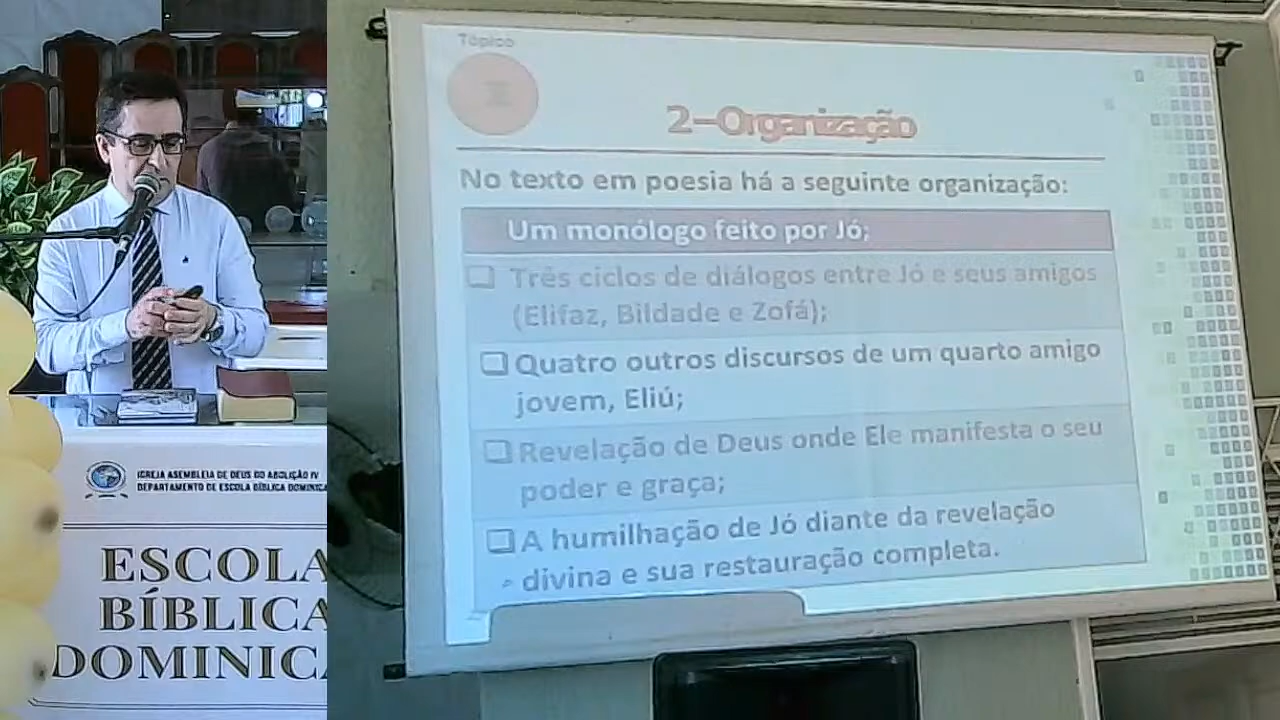 Tópico
2–Organização
No texto em poesia há a seguinte organização:
Um monólogo feito por Jó;
Três ciclos de diálogos entre Jó e seus amigos
(Elifaz, Bildade e Zofá);
Quatro outros discursos de um quarto amigo
jovem, Eliú;
Revelação de Deus onde Ele manifesta o seu
poder e graça;
A humilhação de Jó diante da revelação
divina e sua restauração completa.
IGREJA ASEMBLEIA DE DEUS DO ABOLIÇÃO IV
DEPARTAMENTO DE ESCOLA BÍBLICA DOMINICA
ESCOLA
BÍBLICA
DOMINIC